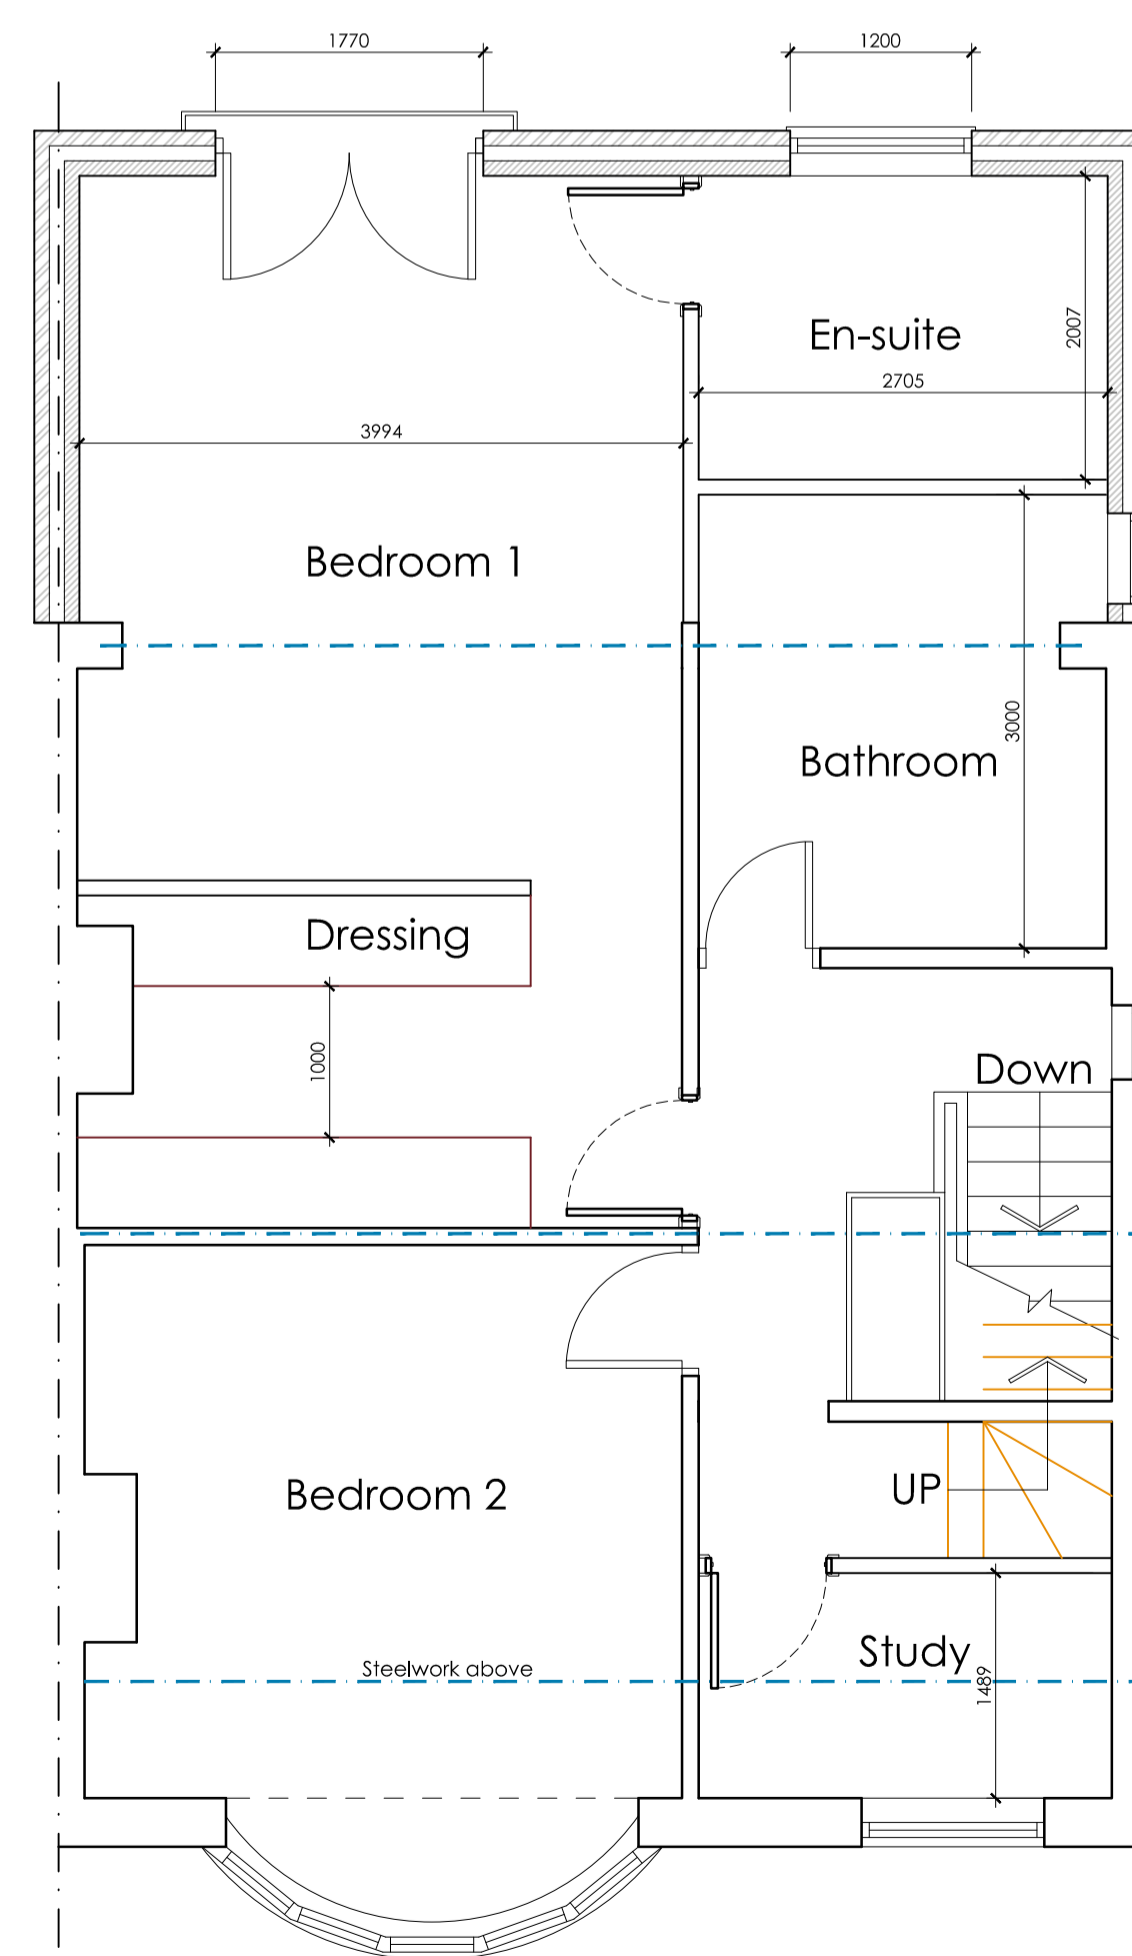 1770
1200
En-suite
2007
2705
3994
Bedroom 1
3000
Bathroom
Dressing
1000
Down
Bedroom 2
UP
Study
Steelwork above
1489